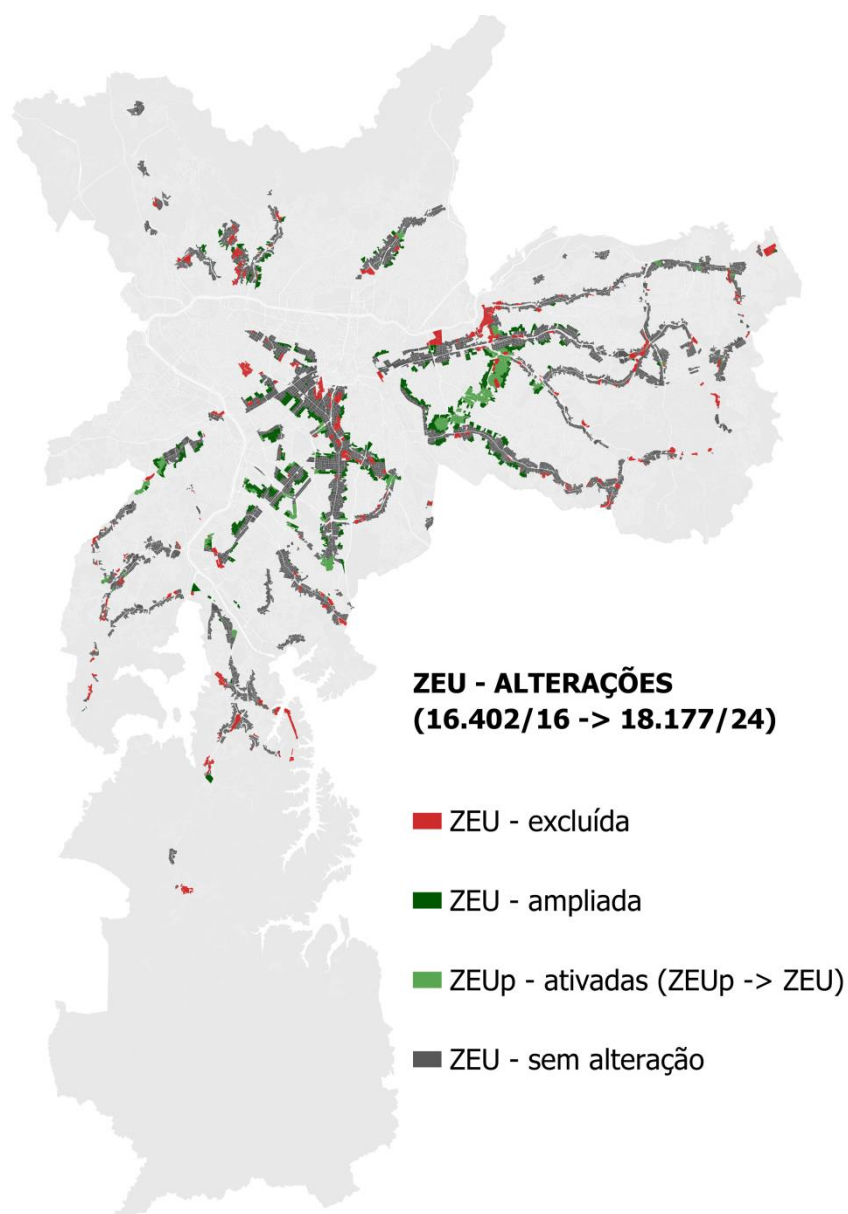 ZEU - ALTERAÇÕES
(16.402/16 -> 18.177/24)
ZEU - excluída
ZEU - ampliada
ZEUp - ativadas (ZEUp -> ZEU)
ZEU - sem alteração